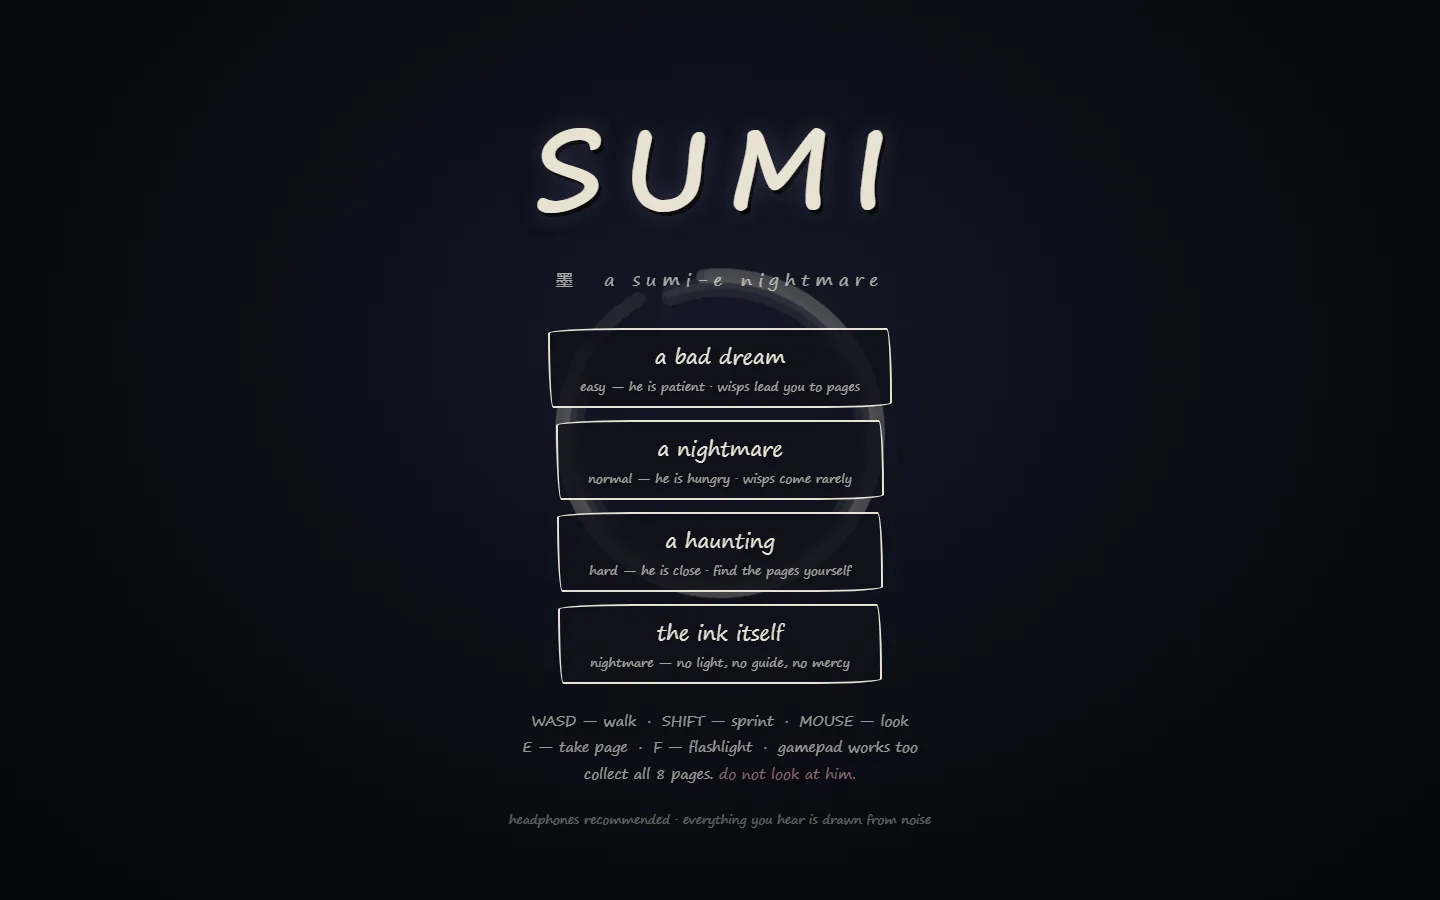 SUMI
墨 a sumi-e nightmare
a bad dream
easy — he is patient · wisps lead you to pages
a nightmare
normal — he is hungry · wisps come rarely
a haunting
hard — he is close · find the pages yourself
the ink itself
nightmare — no light, no guide, no mercy
WASD — walk · SHIFT — sprint · MOUSE — look
E — take page · F — flashlight · gamepad works too
collect all 8 pages. do not look at him.
headphones recommended · everything you hear is drawn from noise